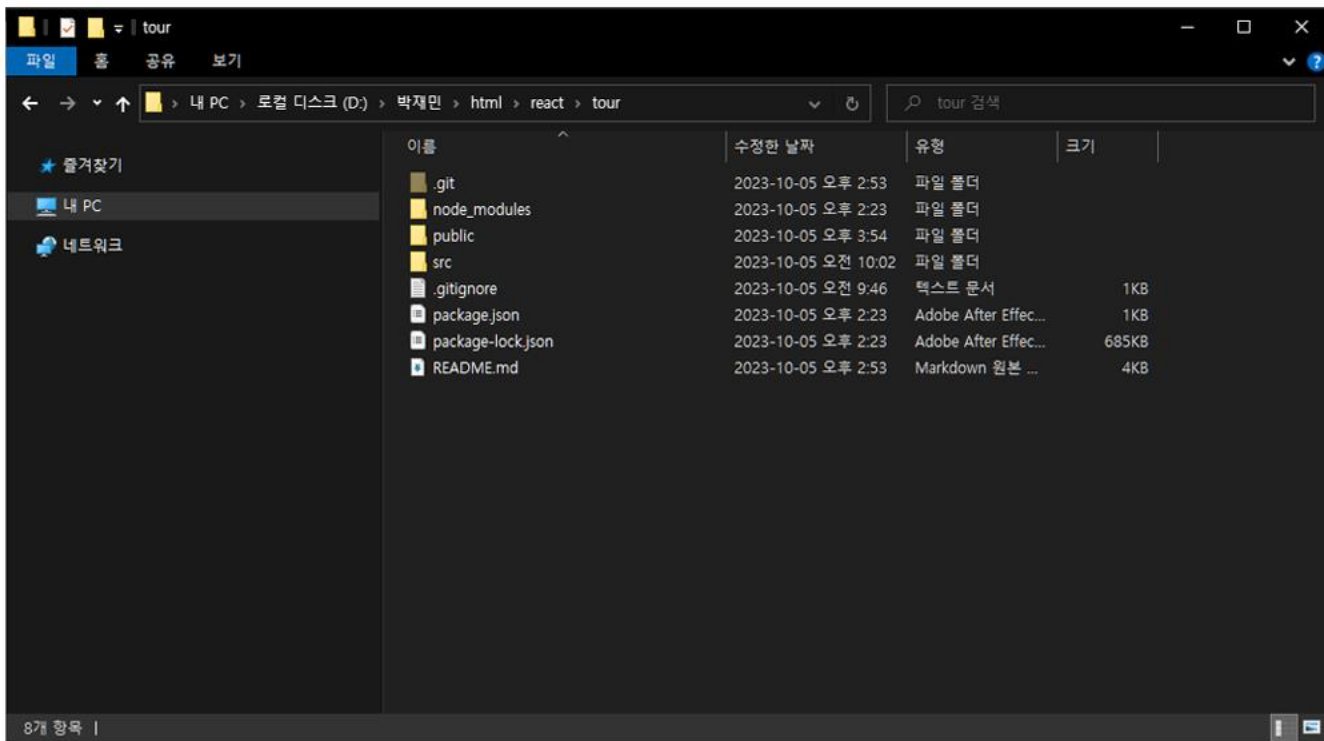 tour
파일 홈 공유 보기
내 PC › 로컬 디스크 (D:) › 박재민 › html › react › tour
tour 검색
즐겨찾기
내 PC
네트워크
이름 수정한 날짜 유형 크기
.git 2023-10-05 오후 2:53 파일 폴더
node_modules 2023-10-05 오후 2:23 파일 폴더
public 2023-10-05 오후 3:54 파일 폴더
src 2023-10-05 오전 10:02 파일 폴더
.gitignore 2023-10-05 오전 9:46 텍스트 문서 1KB
package.json 2023-10-05 오후 2:23 Adobe After Effec... 1KB
package-lock.json 2023-10-05 오후 2:23 Adobe After Effec... 685KB
README.md 2023-10-05 오후 2:53 Markdown 원본 ... 4KB
8개 항목